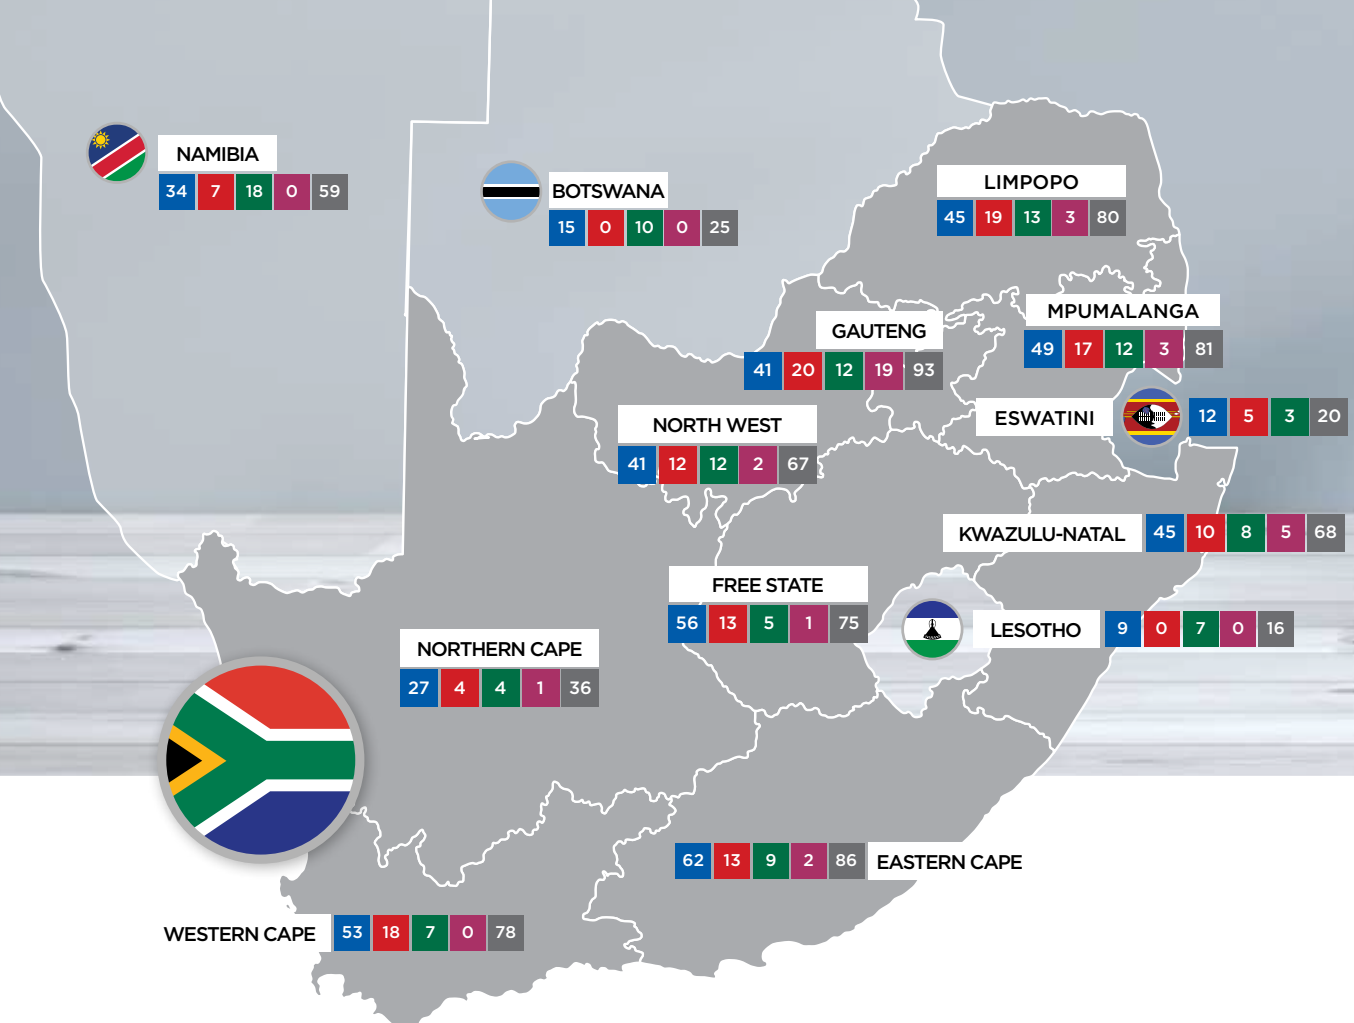 NAMIBIA
34 7 18 0 59
BOTSWANA
15 0 10 0 25
LIMPOPO
45 19 13 3 80
MPUMALANGA
49 17 12 3 81
GAUTENG
41 20 12 19 93
ESWATINI 12 5 3 20
NORTH WEST
41 12 12 2 67
KWAZULU-NATAL 45 10 8 5 68
FREE STATE
56 13 5 1 75
LESOTHO 9 0 7 0 16
NORTHERN CAPE
27 4 4 1 36
62 13 9 2 86 EASTERN CAPE
WESTERN CAPE 53 18 7 0 78